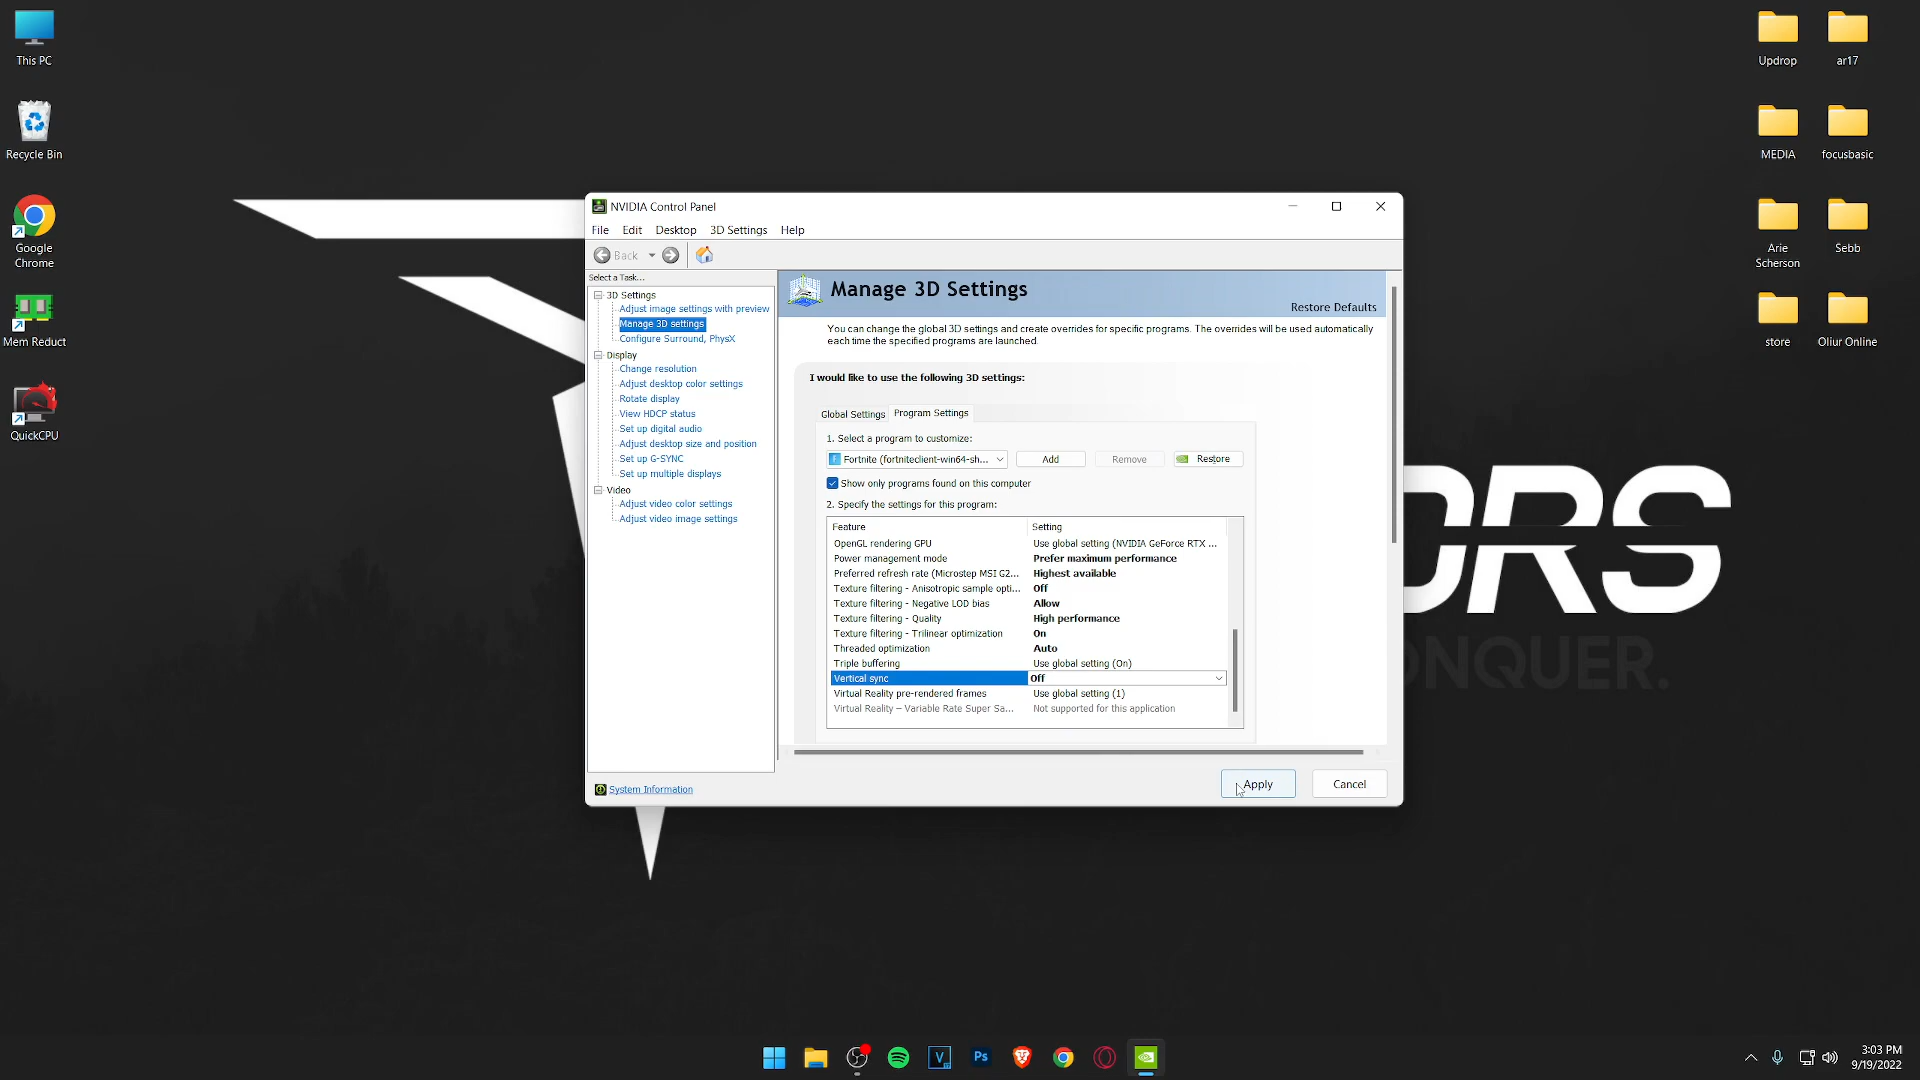 This PC
Recycle Bin
Google
Chrome
Mem Reduct
QuickCPU
Updrop
ar17
MEDIA
focusbasic
Arie
Scherson
Sebb
store
Oliur Online
ORS
ONQUER.
NVIDIA Control Panel
File Edit Desktop 3D Settings Help
Back
Select a Task...
3D Settings
Adjust image settings with preview
Manage 3D settings
Configure Surround, PhysX
Display
Change resolution
Adjust desktop color settings
Rotate display
View HDCP status
Set up digital audio
Adjust desktop size and position
Set up G-SYNC
Set up multiple displays
Video
Adjust video color settings
Adjust video image settings
System Information
Manage 3D Settings
Restore Defaults
You can change the global 3D settings and create overrides for specific programs. The overrides will be used automatically
each time the specified programs are launched.
I would like to use the following 3D settings:
Global Settings Program Settings
1. Select a program to customize:
Fortnite (fortniteclient-win64-sh... Add Remove Restore
Show only programs found on this computer
2. Specify the settings for this program:
Feature Setting
OpenGL rendering GPU Use global setting (NVIDIA GeForce RTX ...
Power management mode Prefer maximum performance
Preferred refresh rate (Microstep MSI G2... Highest available
Texture filtering - Anisotropic sample opti... Off
Texture filtering - Negative LOD bias Allow
Texture filtering - Quality High performance
Texture filtering - Trilinear optimization On
Threaded optimization Auto
Triple buffering Use global setting (On)
Vertical sync Off
Virtual Reality pre-rendered frames Use global setting (1)
Virtual Reality – Variable Rate Super Sa... Not supported for this application
Apply Cancel
V
Ps
3:03 PM
9/19/2022